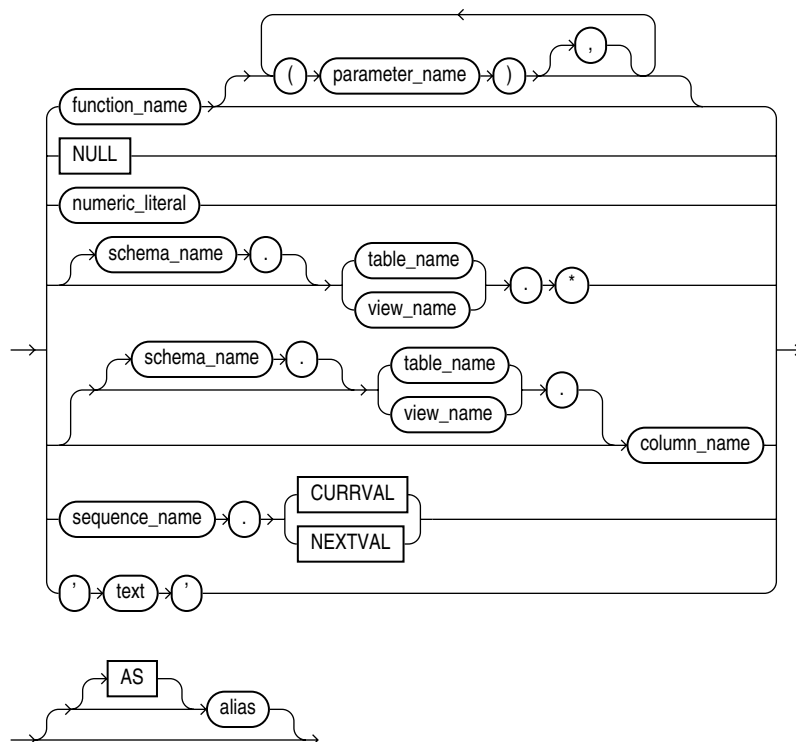 ,
( parameter_name )
function_name
NULL
numeric_literal
schema_name .
table_name
. *
view_name
schema_name .
table_name
.
view_name
column_name
CURRVAL
sequence_name .
NEXTVAL
' text '
AS
alias